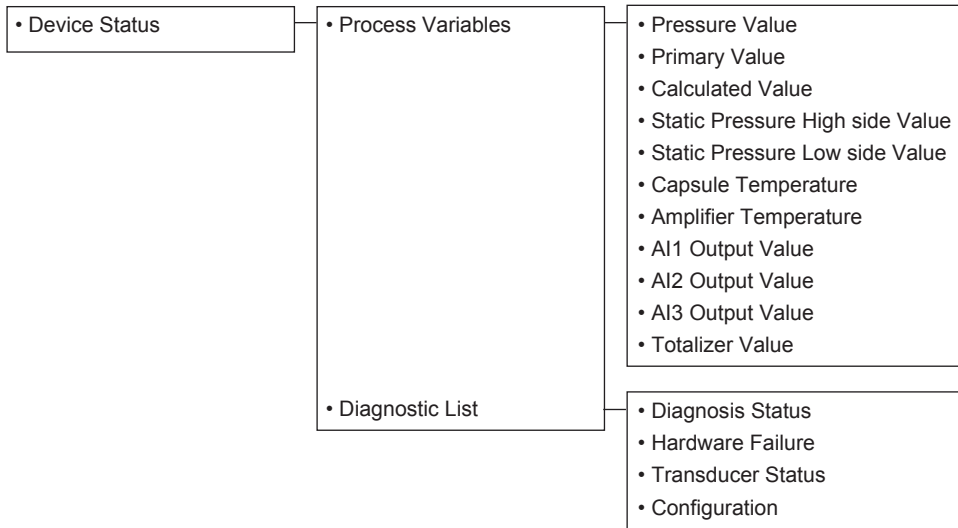 • Device Status
• Process Variables
• Pressure Value
• Primary Value
• Calculated Value
• Static Pressure High side Value
• Static Pressure Low side Value
• Capsule Temperature
• Amplifier Temperature
• AI1 Output Value
• AI2 Output Value
• AI3 Output Value
• Totalizer Value
• Diagnostic List
• Diagnosis Status
• Hardware Failure
• Transducer Status
• Configuration